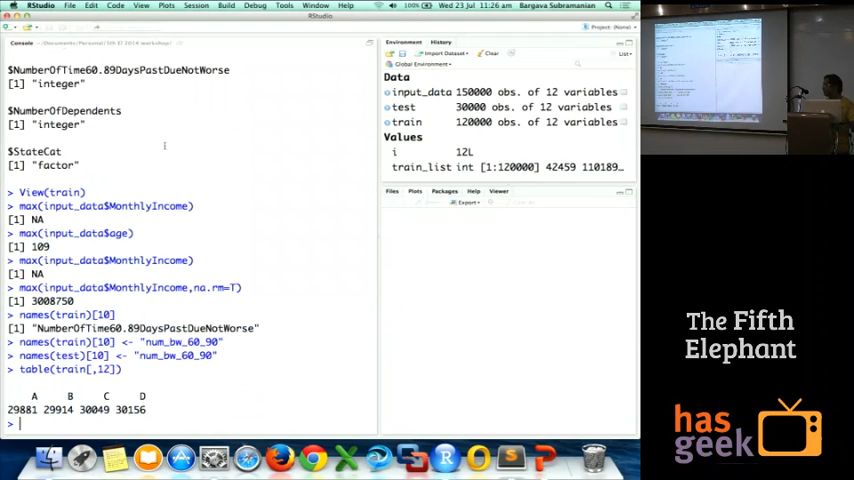 RStudio File Edit Code View Plots Session Build Debug Tools Window Help
100% Wed 23 Jul 11:26 am Bargava Subramanian
RStudio
Project: (None)
Console
$NumberOfTime60.89DaysPastDueNotWorse
[1] "integer"
$NumberOfDependents
[1] "integer"
$StateCat
[1] "factor"
> View(train)
> max(input_data$MonthlyIncome)
[1] NA
> max(input_data$age)
[1] 109
> max(input_data$MonthlyIncome)
[1] NA
> max(input_data$MonthlyIncome,na.rm=T)
[1] 3008750
> names(train)[10]
[1] "NumberOfTime60.89DaysPastDueNotWorse"
> names(train)[10] <- "num_bw_60_90"
> names(test)[10] <- "num_bw_60_90"
> table(train[,12])
A B C D
29881 29914 30049 30156
>
Environment History
Import Dataset Clear List
Global Environment
Data
input_data 150000 obs. of 12 variables
test 30000 obs. of 12 variables
train 120000 obs. of 12 variables
Values
i 12L
train_list int [1:120000] 42459 110189…
Files Plots Packages Help Viewer
Export
The Fifth
Elephant
has
geek